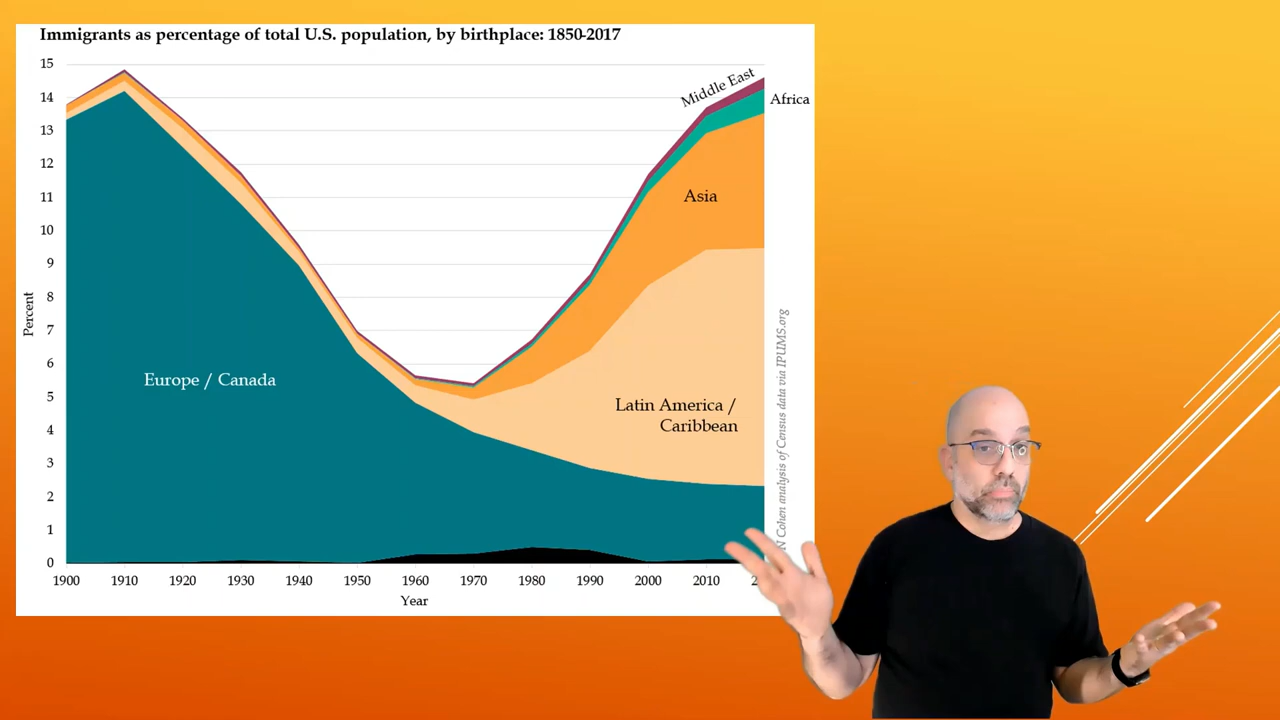 Immigrants as percentage of total U.S. population, by birthplace: 1850-2017
15
14
13
12
11
10
9
8
7
6
5
4
3
2
1
0
Percent
Middle East
Africa
Asia
Latin America /
Caribbean
Europe / Canada
N Cohen analysis of Census data via IPUMS.org
1900 1910 1920 1930 1940 1950 1960 1970 1980 1990 2000 2010
Year